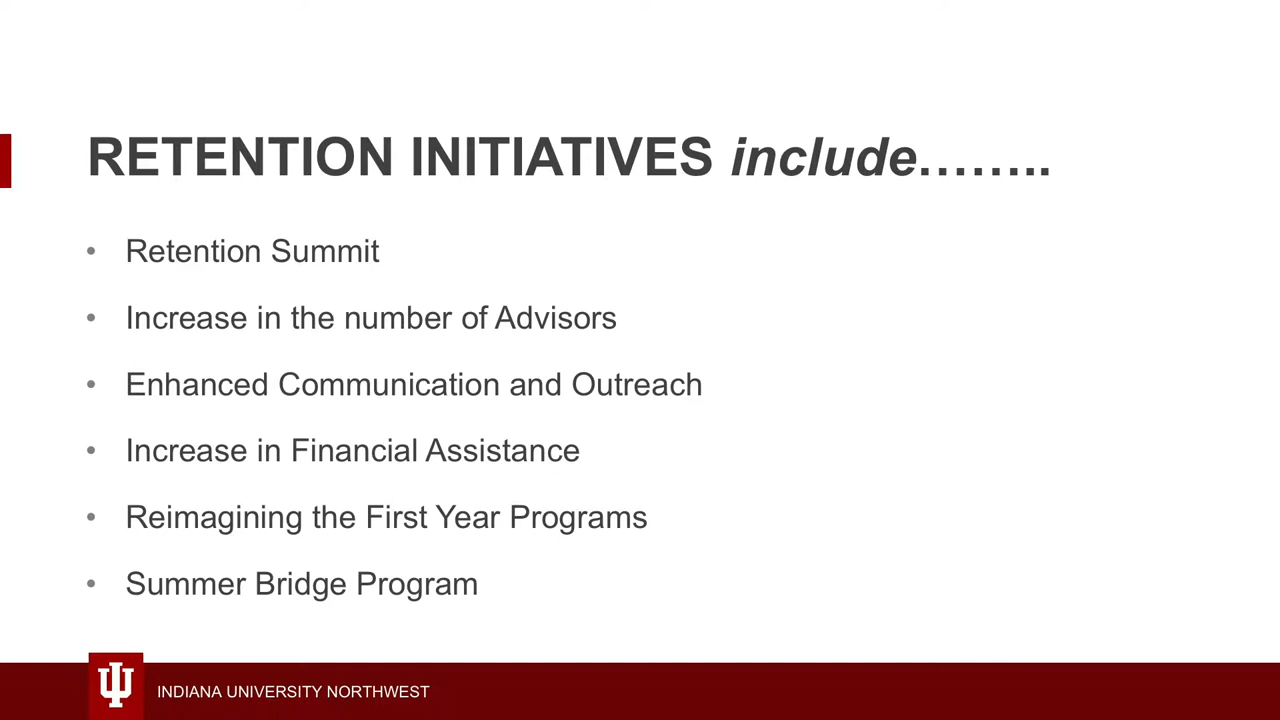 RETENTION INITIATIVES include……..
• Retention Summit
• Increase in the number of Advisors
• Enhanced Communication and Outreach
• Increase in Financial Assistance
• Reimagining the First Year Programs
• Summer Bridge Program
INDIANA UNIVERSITY NORTHWEST